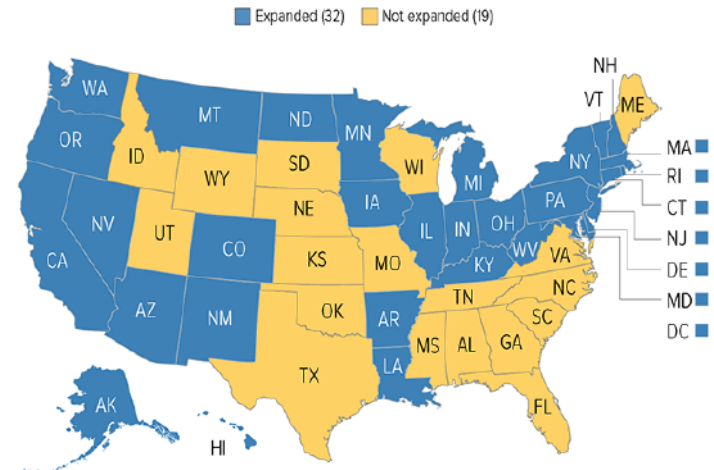 Expanded (32) Not expanded (19)
NH
WA
VT
ME
MT
ND
OR
MN
MA
ID
SD
WI
NY
RI
WY
MI
CT
IA
PA
NE
NV
OH
NJ
UT
IL
IN
CO
WV
VA
DE
CA
KS
MO
KY
NC
MD
TN
AZ
NM
OK
AR
SC
DC
MS
AL
GA
LA
TX
AK
FL
HI